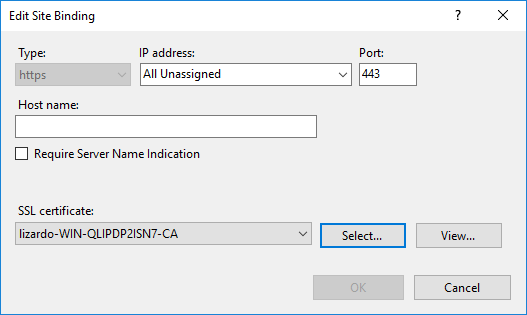 Edit Site Binding
?
Type:
IP address:
Port:
https
All Unassigned
443
Host name:
Require Server Name Indication
SSL certificate:
lizardo-WIN-QLIPDP2ISN7-CA
Select...
View...
OK
Cancel